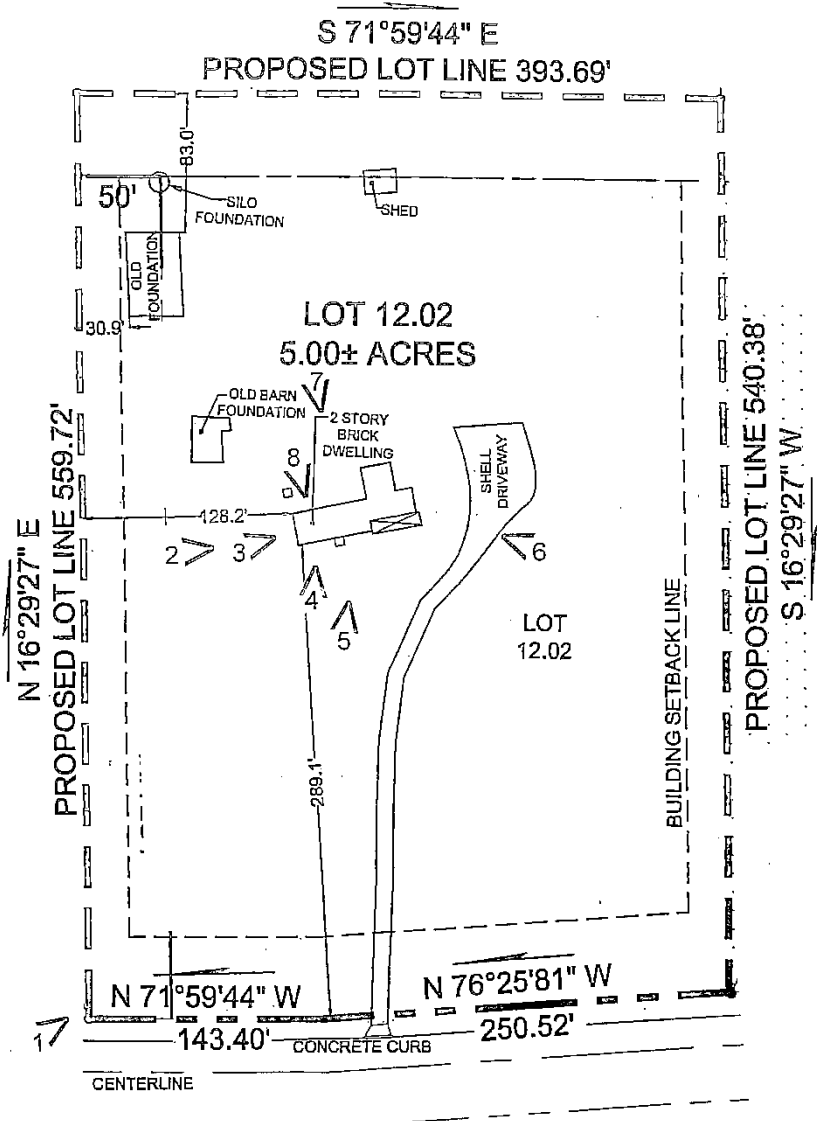 S 71°59'44" E
PROPOSED LOT LINE 393.69'
83.0'
50'
SILO
FOUNDATION
SHED
OLD
FOUNDATION
30.9'
LOT 12.02
5.00± ACRES
7
OLD BARN
FOUNDATION
2 STORY
BRICK
DWELLING
8
SHELL
DRIVEWAY
128.2'
2
3
4
5
6
LOT
12.02
N 16°29'27" E
PROPOSED LOT LINE 559.72'
PROPOSED LOT LINE 540.38'
S 16°29'27" W
BUILDING SETBACK LINE
289.1'
N 71°59'44" W
N 76°25'81" W
1
143.40'
CONCRETE CURB
250.52'
CENTERLINE